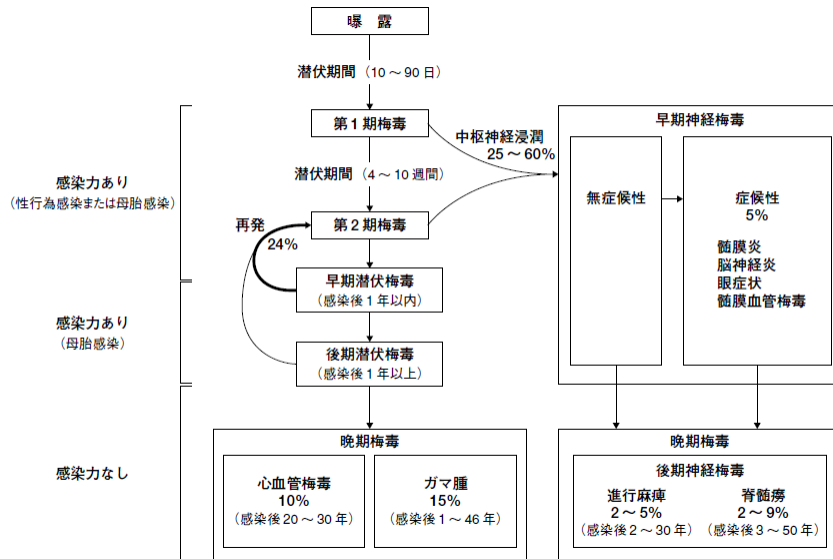 曝 露
潜伏期間（10～90日）
第1期梅毒
潜伏期間（4～10週間）
第2期梅毒
再発
24%
早期潜伏梅毒
（感染後1年以内）
後期潜伏梅毒
（感染後1年以上）
中枢神経浸潤
25～60%
感染力あり
（性行為感染または母胎感染）
感染力あり
（母胎感染）
感染力なし
早期神経梅毒
無症候性
症候性
5%
髄膜炎
脳神経炎
眼症状
髄膜血管梅毒
晩期梅毒
心血管梅毒
10%
（感染後20～30年）
ガマ腫
15%
（感染後1～46年）
晩期梅毒
後期神経梅毒
進行麻痺
2～5%
（感染後2～30年）
脊髄癆
2～9%
（感染後3～50年）